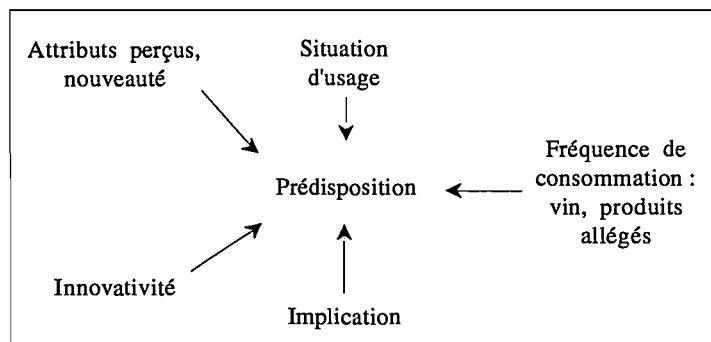 Attributs perçus,
nouveauté
Situation
d'usage
Prédisposition
Fréquence de
consommation :
vin, produits
allégés
Innovativité
Implication